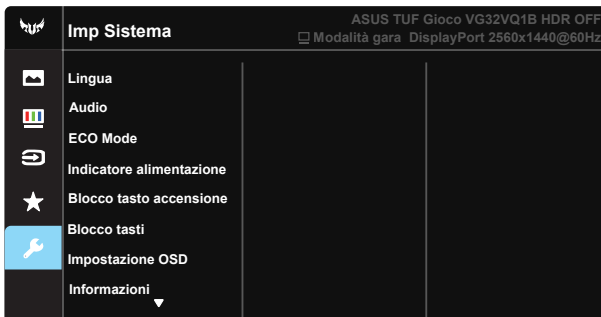 Imp Sistema
ASUS TUF Gioco VG32VQ1B HDR OFF
Modalità gara DisplayPort 2560x1440@60Hz
Lingua
Audio
ECO Mode
Indicatore alimentazione
Blocco tasto accensione
Blocco tasti
Impostazione OSD
Informazioni